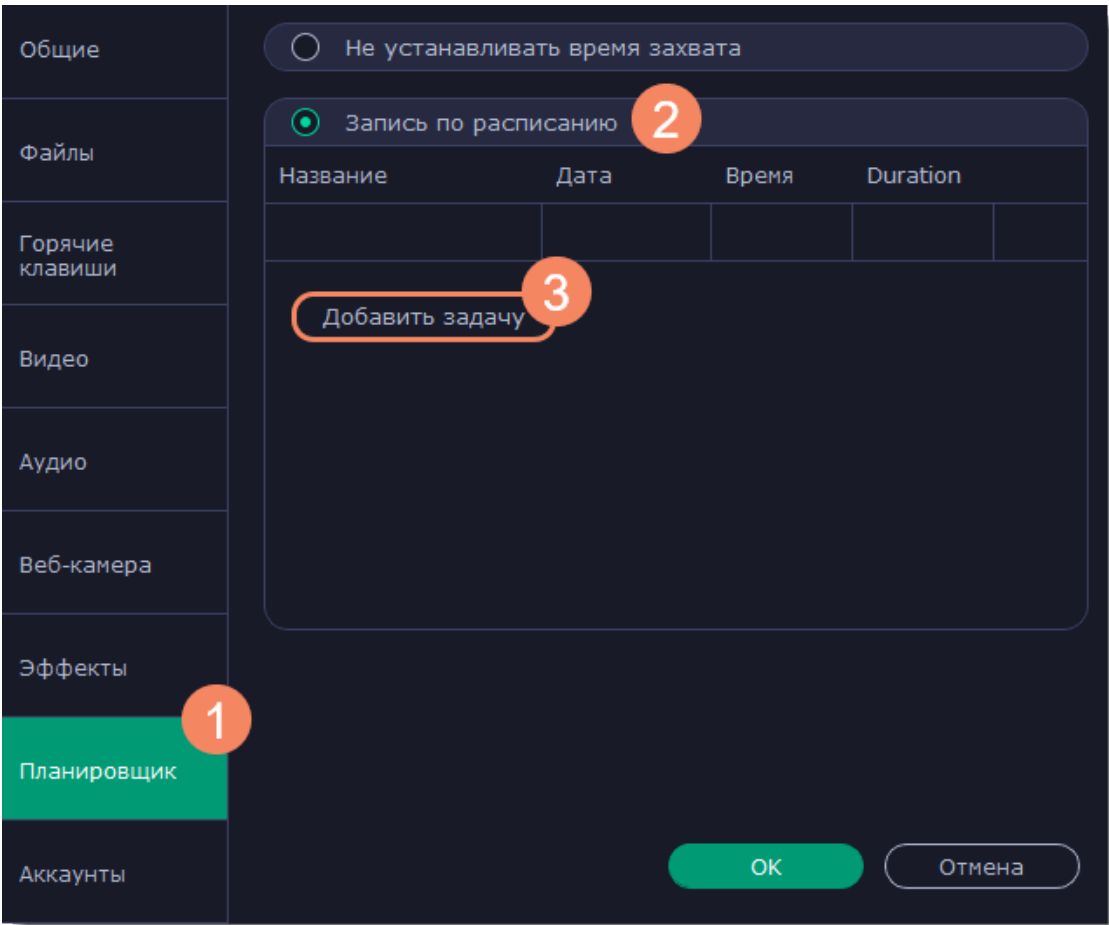 Общие
Файлы
Горячие
клавиши
Видео
Аудио
Веб-камера
Эффекты
1
Планировщик
Аккаунты
Не устанавливать время захвата
Запись по расписанию 2
Название Дата Время Duration
3
Добавить задачу
OK Отмена